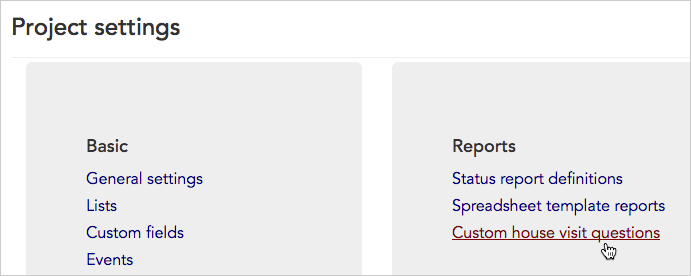 Project settings
Basic
General settings
Lists
Custom fields
Events
Reports
Status report definitions
Spreadsheet template reports
Custom house visit questions